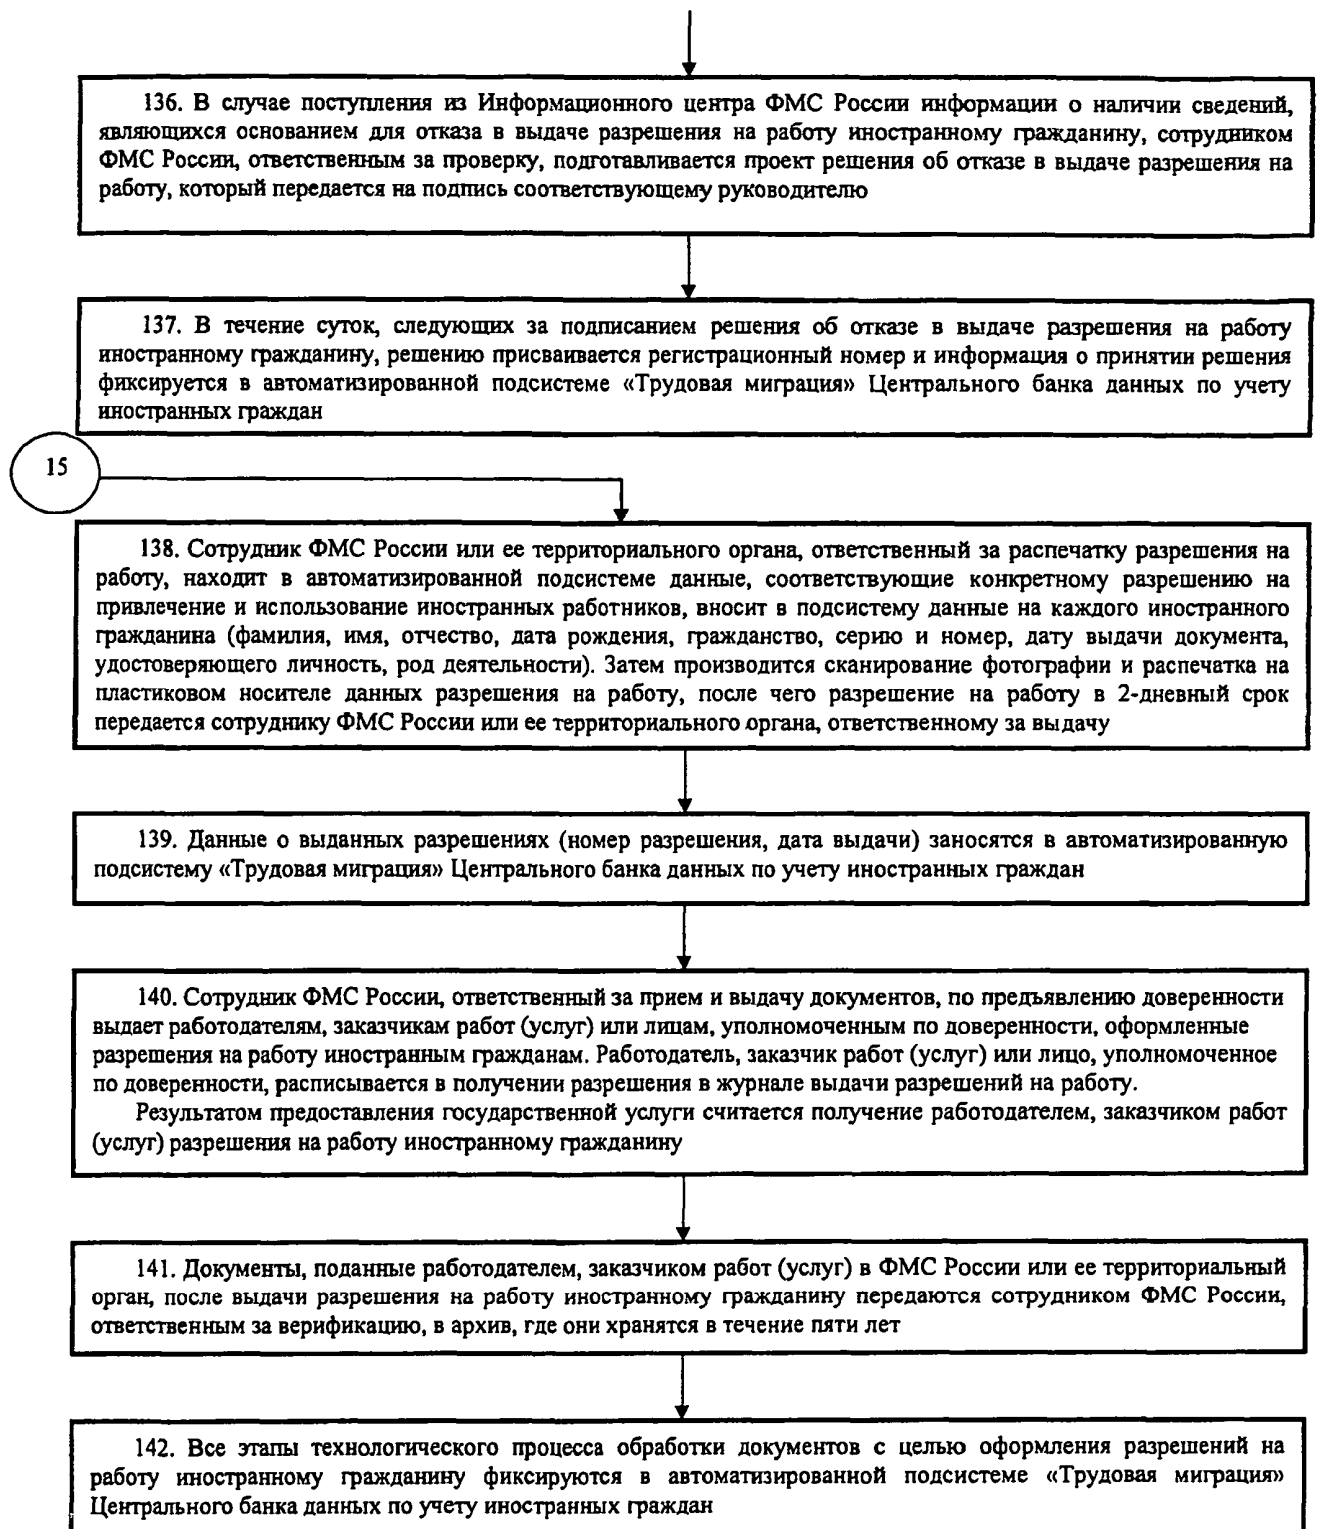 136. В случае поступления из Информационного центра ФМС России информации о наличии сведений,
являющихся основанием для отказа в выдаче разрешения на работу иностранному гражданину, сотрудником
ФМС России, ответственным за проверку, подготавливается проект решения об отказе в выдаче разрешения на
работу, который передается на подпись соответствующему руководителю
137. В течение суток, следующих за подписанием решения об отказе в выдаче разрешения на работу
иностранному гражданину, решению присваивается регистрационный номер и информация о принятии решения
фиксируется в автоматизированной подсистеме «Трудовая миграция» Центрального банка данных по учету
иностранных граждан
15
138. Сотрудник ФМС России или ее территориального органа, ответственный за распечатку разрешения на
работу, находит в автоматизированной подсистеме данные, соответствующие конкретному разрешению на
привлечение и использование иностранных работников, вносит в подсистему данные на каждого иностранного
гражданина (фамилия, имя, отчество, дата рождения, гражданство, серию и номер, дату выдачи документа,
удостоверяющего личность, род деятельности). Затем производится сканирование фотографии и распечатка на
пластиковом носителе данных разрешения на работу, после чего разрешение на работу в 2-дневный срок
передается сотруднику ФМС России или ее территориального органа, ответственному за выдачу
139. Данные о выданных разрешениях (номер разрешения, дата выдачи) заносятся в автоматизированную
подсистему «Трудовая миграция» Центрального банка данных по учету иностранных граждан
140. Сотрудник ФМС России, ответственный за прием и выдачу документов, по предъявлению доверенности
выдает работодателям, заказчикам работ (услуг) или лицам, уполномоченным по доверенности, оформленные
разрешения на работу иностранным гражданам. Работодатель, заказчик работ (услуг) или лицо, уполномоченное
по доверенности, расписывается в получении разрешения в журнале выдачи разрешений на работу.
Результатом предоставления государственной услуги считается получение работодателем, заказчиком работ
(услуг) разрешения на работу иностранному гражданину
141. Документы, поданные работодателем, заказчиком работ (услуг) в ФМС России или ее территориальный
орган, после выдачи разрешения на работу иностранному гражданину передаются сотрудником ФМС России,
ответственным за верификацию, в архив, где они хранятся в течение пяти лет
142. Все этапы технологического процесса обработки документов с целью оформления разрешений на
работу иностранному гражданину фиксируются в автоматизированной подсистеме «Трудовая миграция»
Центрального банка данных по учету иностранных граждан